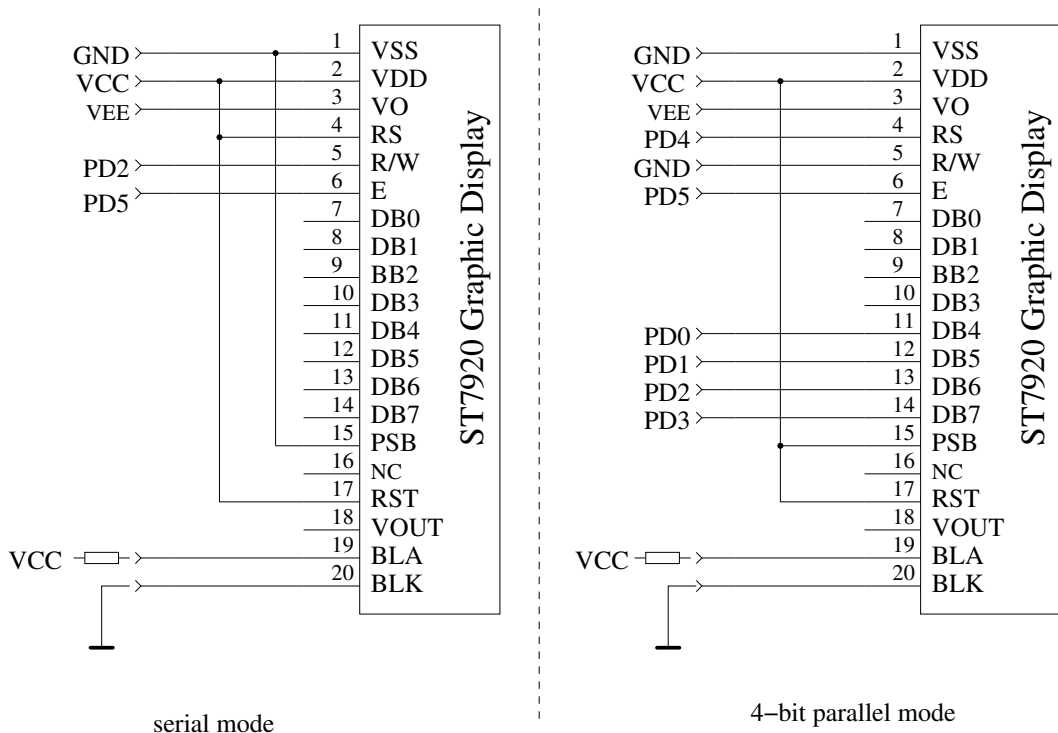 GND 1 VSS
VCC 2 VDD
VEE 3 VO
4 RS
PD2 5 R/W
PD5 6 E
7 DB0
8 DB1
9 BB2
10 DB3
11 DB4
12 DB5
13 DB6
14 DB7
15 PSB
16 NC
17 RST
18 VOUT
VCC 19 BLA
20 BLK
ST7920 Graphic Display
serial mode
GND 1 VSS
VCC 2 VDD
VEE 3 VO
PD4 4 RS
GND 5 R/W
PD5 6 E
7 DB0
8 DB1
9 BB2
10 DB3
PD0 11 DB4
PD1 12 DB5
PD2 13 DB6
PD3 14 DB7
15 PSB
16 NC
17 RST
18 VOUT
VCC 19 BLA
20 BLK
ST7920 Graphic Display
4−bit parallel mode